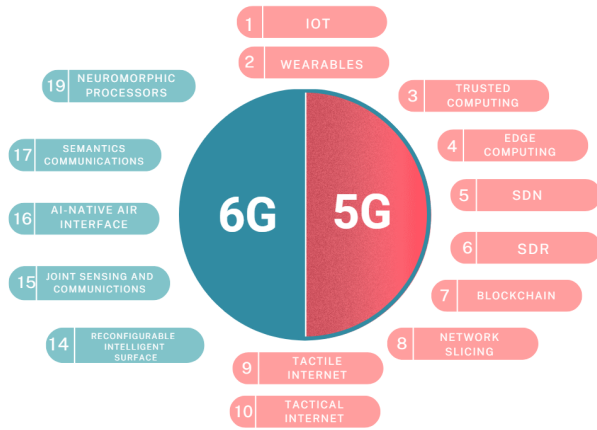 1 IOT
2 WEARABLES
19 NEUROMORPHIC
PROCESSORS
3 TRUSTED
COMPUTING
4 EDGE
COMPUTING
17 SEMANTICS
COMMUNICATIONS
5 SDN
16 AI-NATIVE AIR
INTERFACE
6G
5G
6 SDR
15 JOINT SENSING AND
COMMUNICTIONS
7 BLOCKCHAIN
14 RECONFIGURABLE
INTELLIGENT
SURFACE
8 NETWORK
SLICING
9 TACTILE
INTERNET
10 TACTICAL
INTERNET